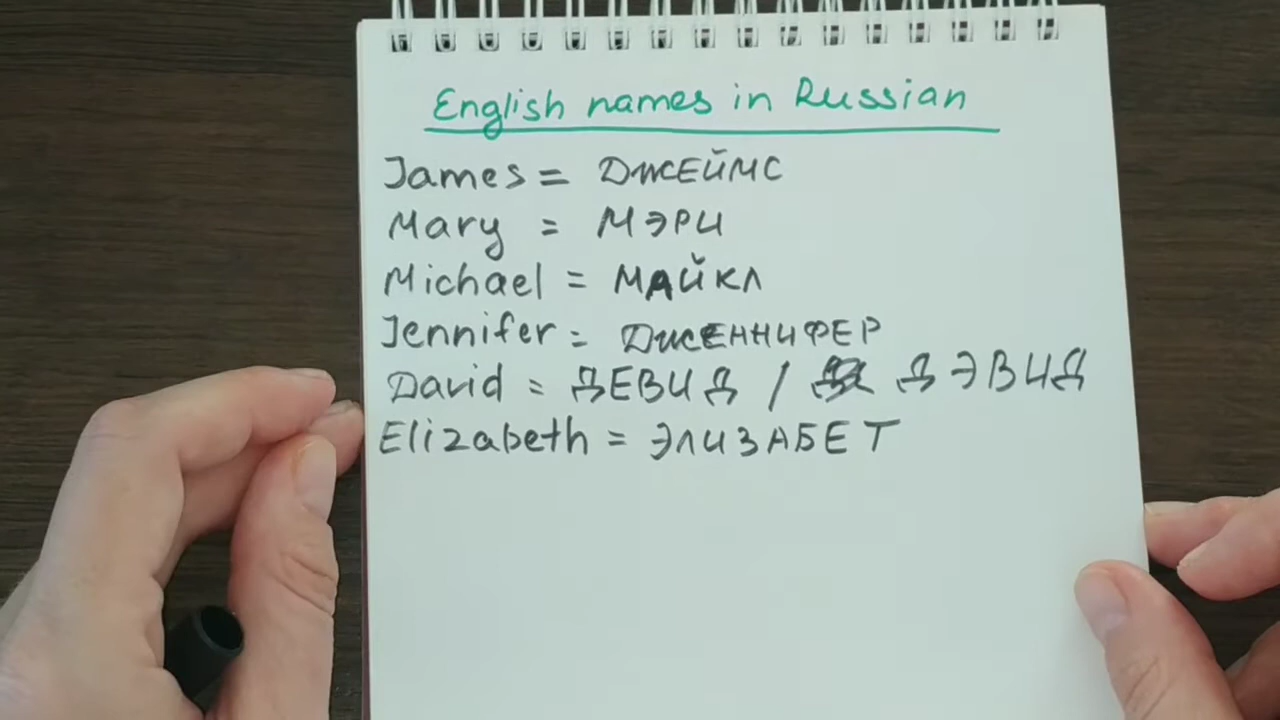 English names in Russian
James = ДЖЕЙМС
Mary = МЭРИ
Michael = МАЙКЛ
Jennifer = ДЖЕННИФЕР
David = ДЕВИД / ДЭВИД
Elizabeth = ЭЛИЗАБЕТ